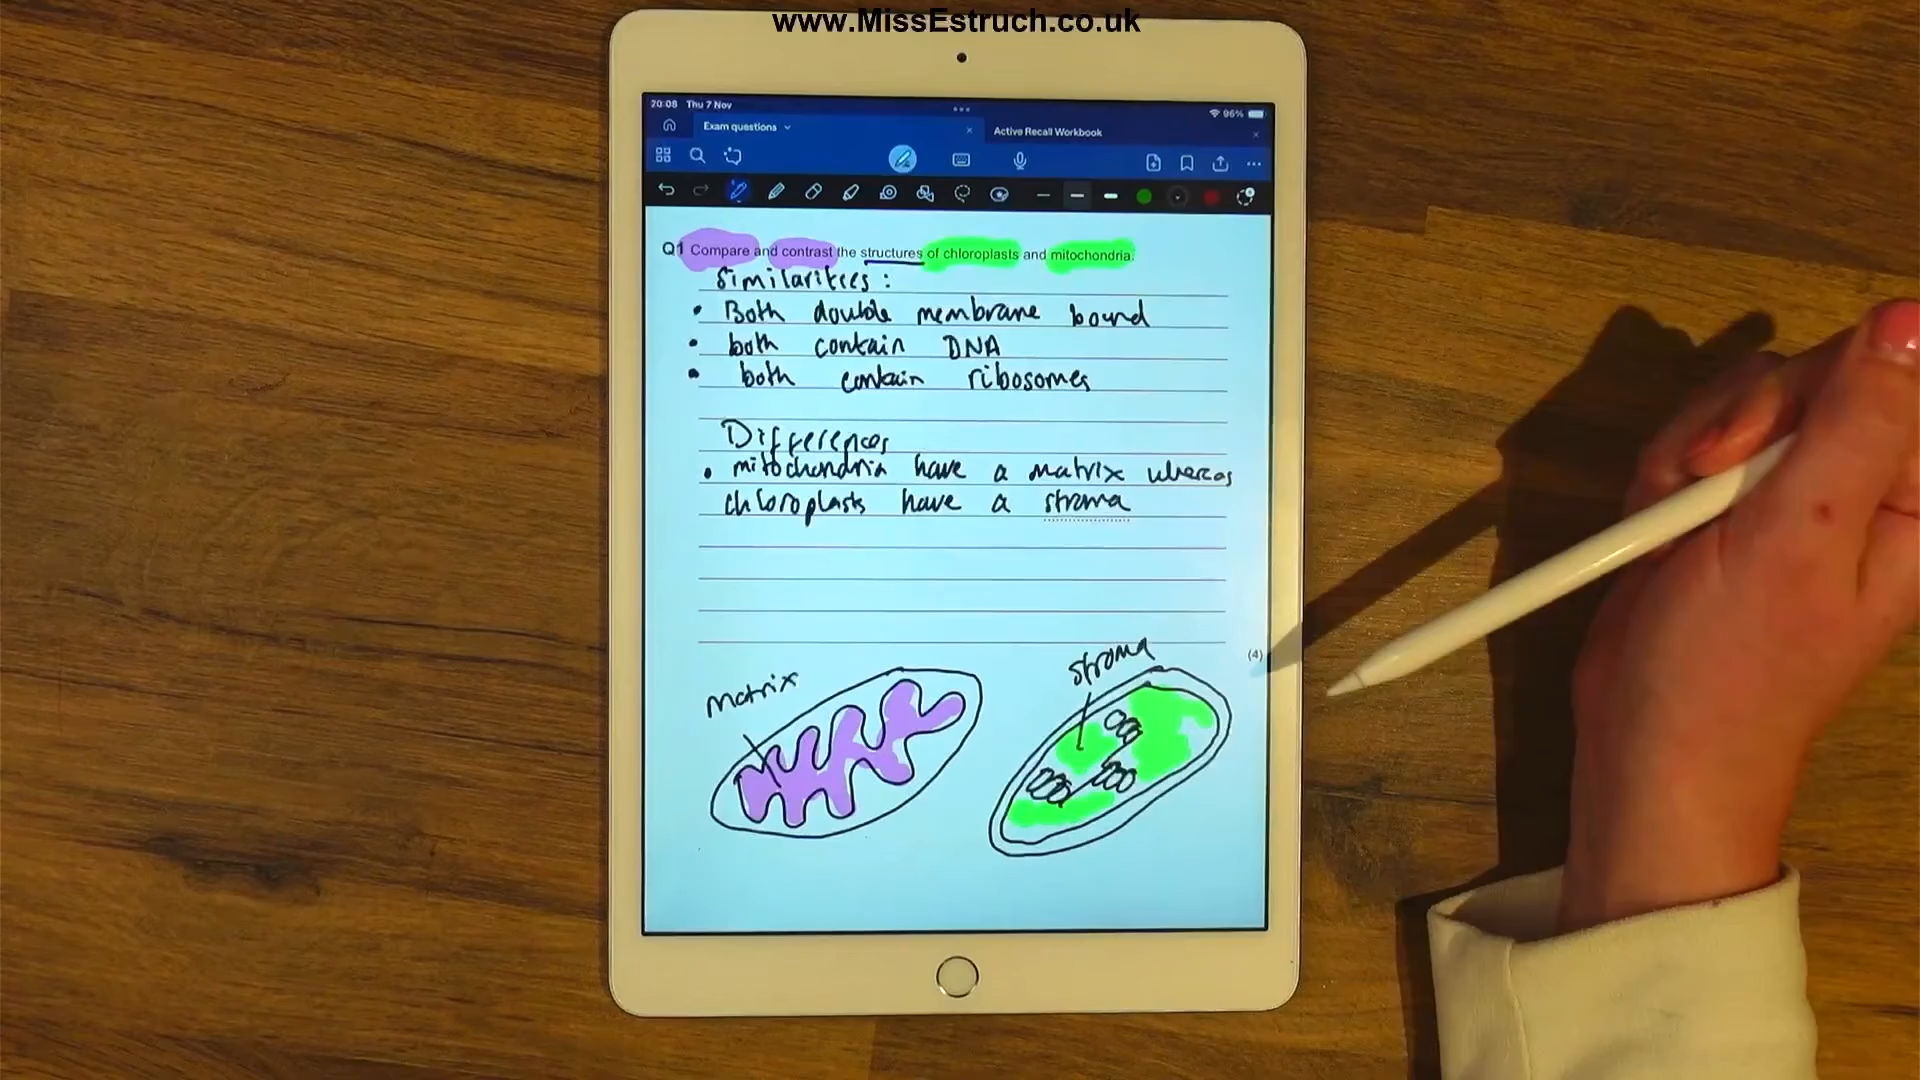 www.MissEstruch.co.uk
20:08 Thu 7 Nov
96%
Exam questions
Active Recall Workbook
Q1 Compare and contrast the structures of chloroplasts and mitochondria.
Similarities:
• Both double membrane bound
• both contain DNA
• both contain ribosomes
Differences
• mitochondria have a matrix whereas
chloroplasts have a stroma
(4)
matrix
stroma